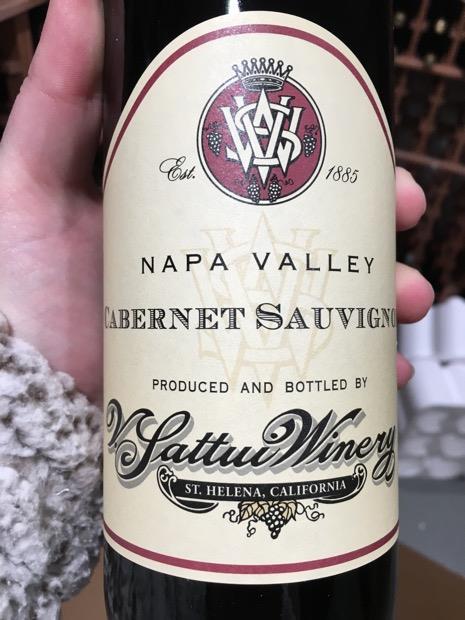 Est. 1885
NAPA VALLEY
CABERNET SAUVIGNO
PRODUCED AND BOTTLED BY
V. Sattui Winery
ST. HELENA, CALIFORNIA